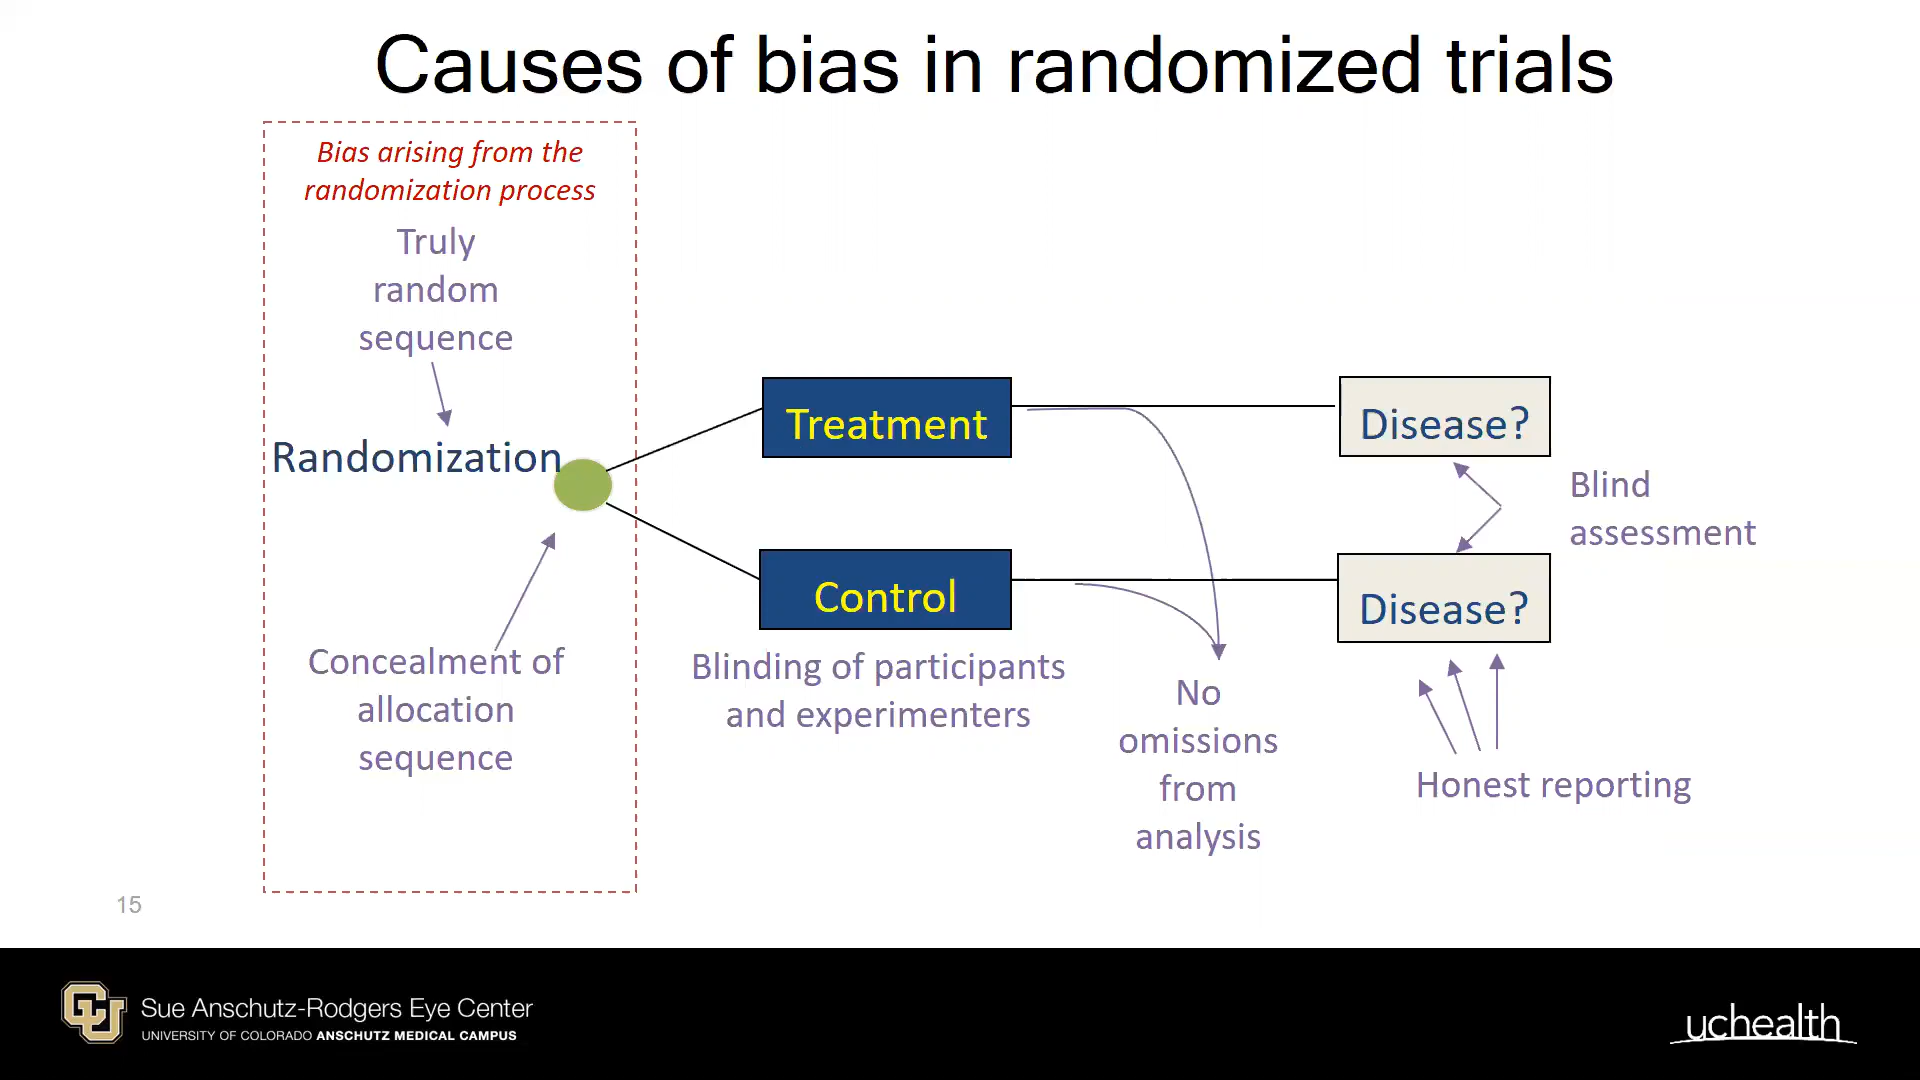 Causes of bias in randomized trials
Bias arising from the
randomization process
Truly
random
sequence
Randomization
Concealment of
allocation
sequence
Treatment
Control
Blinding of participants
and experimenters
No
omissions
from
analysis
Disease?
Blind
assessment
Disease?
Honest reporting
15
CU
Sue Anschutz-Rodgers Eye Center
UNIVERSITY OF COLORADO ANSCHUTZ MEDICAL CAMPUS
uchealth